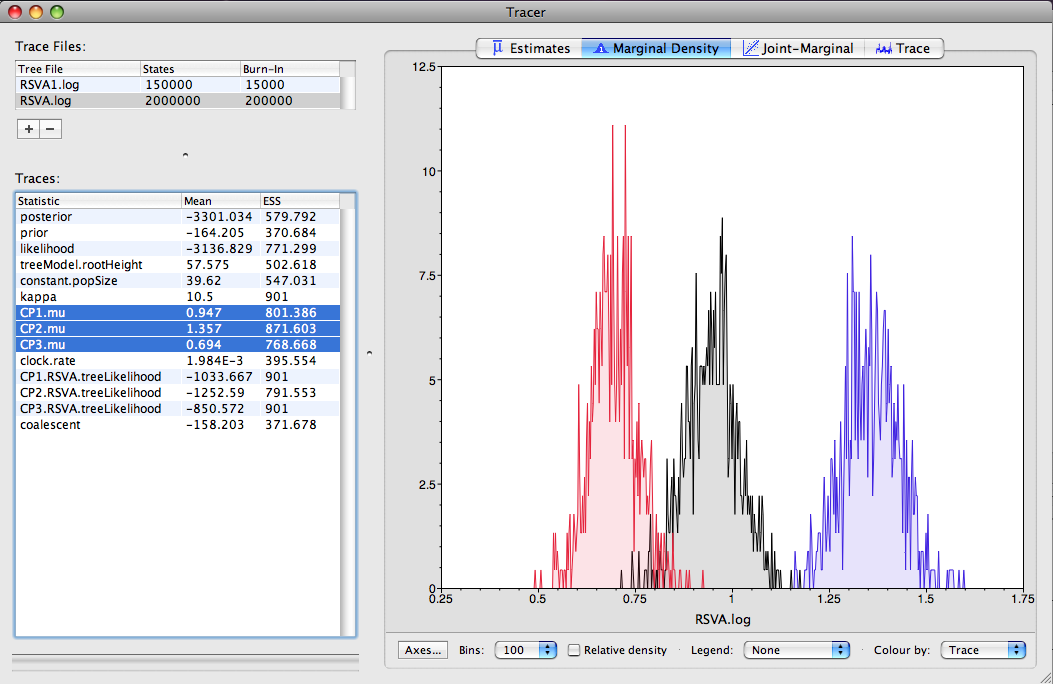 Tracer
Trace Files:
Tree File States Burn-In
RSVA1.log 150000 15000
RSVA.log 2000000 200000
+ −
Traces:
Statistic Mean ESS
posterior -3301.034 579.792
prior -164.205 370.684
likelihood -3136.829 771.299
treeModel.rootHeight 57.575 502.618
constant.popSize 39.62 547.031
kappa 10.5 901
CP1.mu 0.947 801.386
CP2.mu 1.357 871.603
CP3.mu 0.694 768.668
clock.rate 1.984E-3 395.554
CP1.RSVA.treeLikelihood -1033.667 901
CP2.RSVA.treeLikelihood -1252.59 791.553
CP3.RSVA.treeLikelihood -850.572 901
coalescent -158.203 371.678
Estimates Marginal Density Joint-Marginal Trace
12.5
10
7.5
5
2.5
0
0.25 0.5 0.75 1 1.25 1.5 1.75
RSVA.log
Axes... Bins: 100 Relative density Legend: None Colour by: Trace